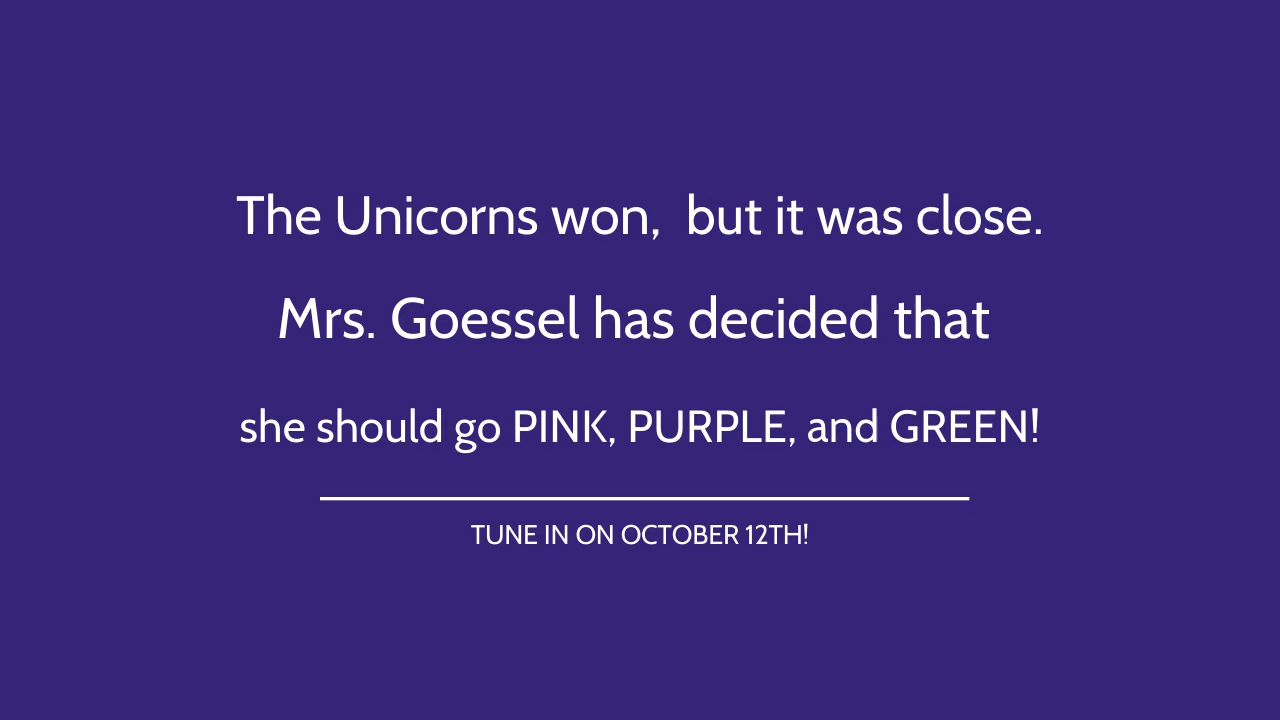 The Unicorns won,  but it was close.
Mrs. Goessel has decided that
she should go PINK, PURPLE, and GREEN!
TUNE IN ON OCTOBER 12TH!